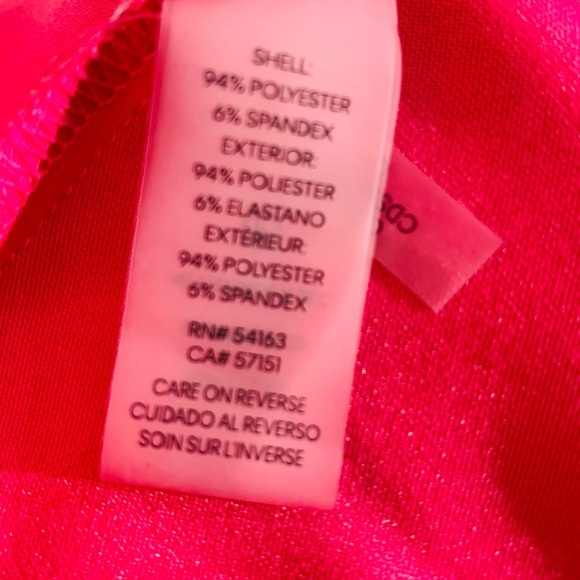 SHELL:
94% POLYESTER
6% SPANDEX
EXTERIOR:
94% POLIESTER
6% ELASTANO
EXTÉRIEUR:
94% POLYESTER
6% SPANDEX
RN# 54163
CA# 57151
CARE ON REVERSE
CUIDADO AL REVERSO
SOIN SUR L'INVERSE